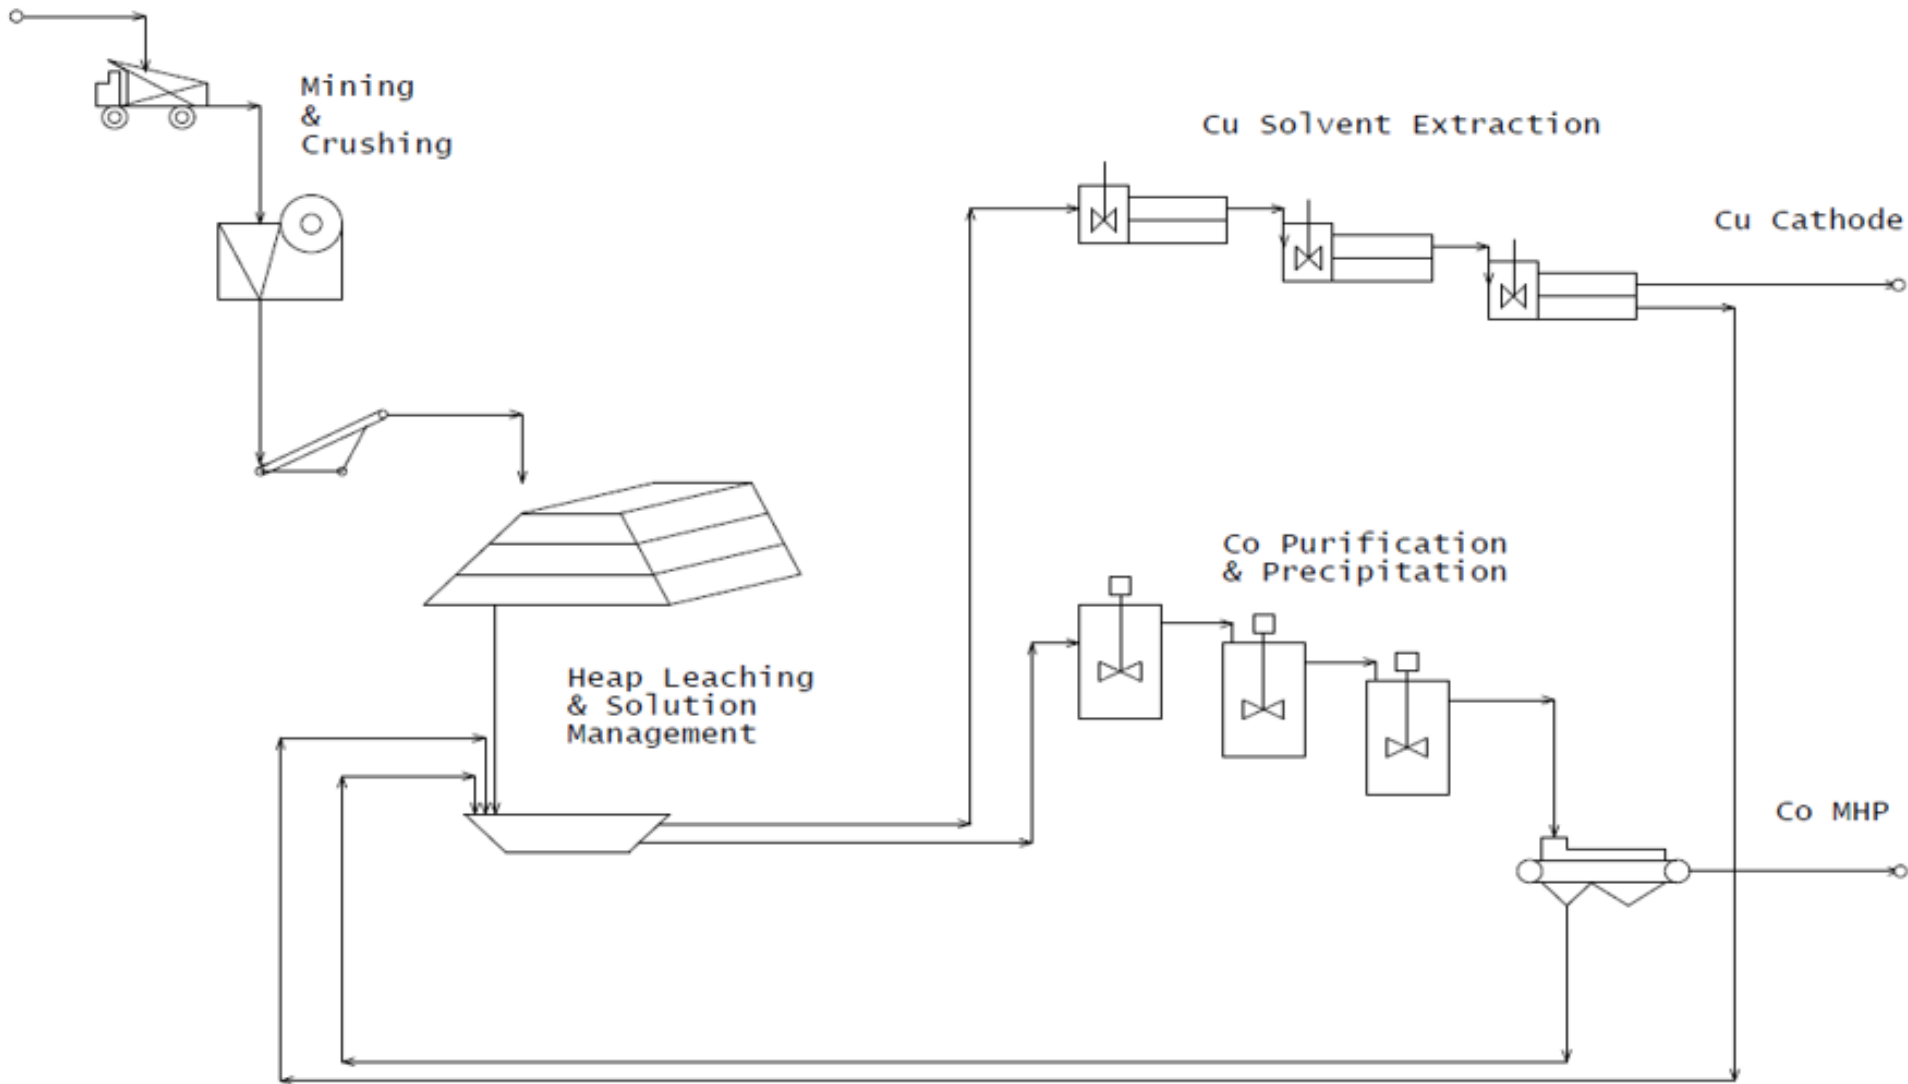 Mining
&
Crushing
Cu Solvent Extraction
Cu Cathode
Co Purification
& Precipitation
Heap Leaching
& Solution
Management
Co MHP